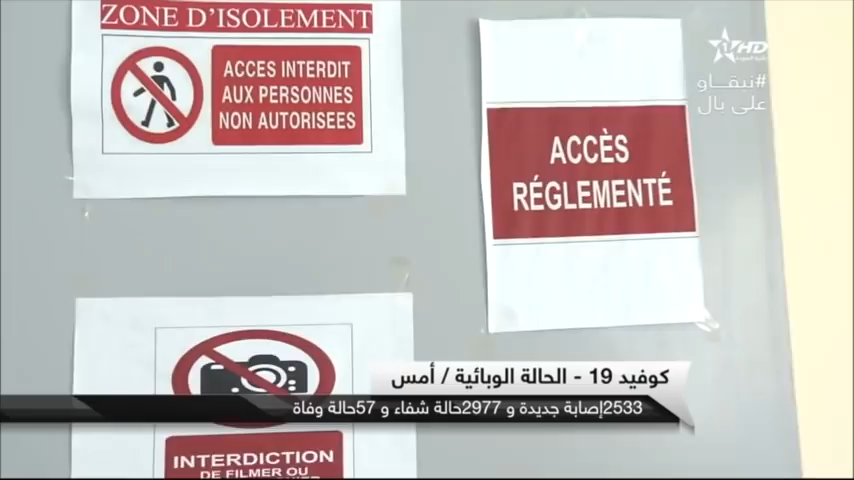 ZONE D'ISOLEMENT
ACCES INTERDIT
AUX PERSONNES
NON AUTORISEES
ACCÈS
RÉGLEMENTÉ
HD
#نبقاو
على بال
كوفيد 19 - الحالة الوبائية / أمس
2533إصابة جديدة و 2977حالة شفاء و 57حالة وفاة
INTERDICTION
DE FILMER OU